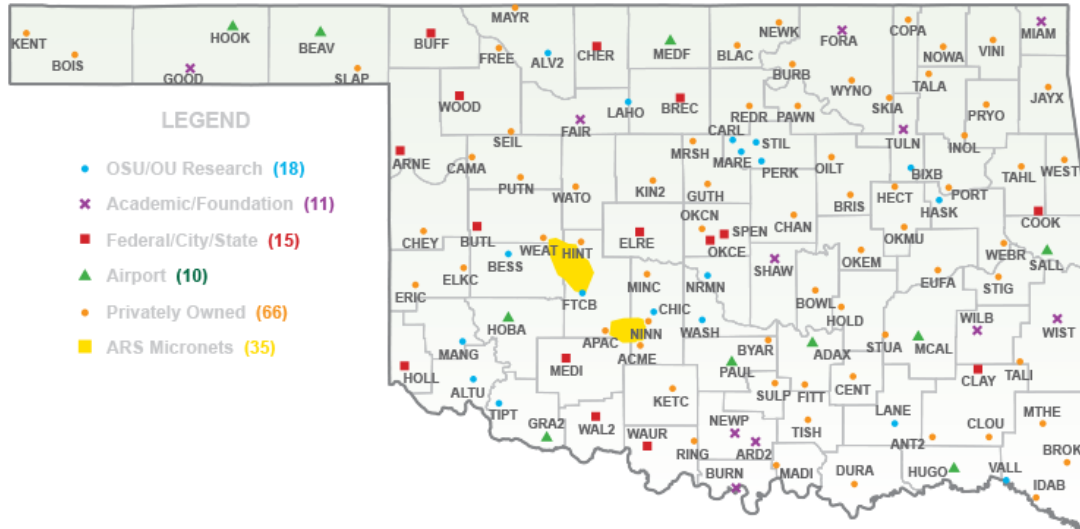 MAYR
KENT
HOOK
BEAV
BUFF
NEWK
FORA
COPA
MIAM
BOIS
GOOD
SLAP
FREE
ALV2
CHER
MEDF
BLAC
NOWA
VINI
BURB
WYNO
TALA
JAYX
WOOD
LAHO
BREC
REDR
PAWN
SKIA
PRYO
LEGEND
FAIR
SEIL
CARL
STIL
TULN
INOL
OSU/OU Research (18)
ARNE
CAMA
MRSH
MARE
PERK
OILT
BIXB
TAHL
WEST
Academic/Foundation (11)
PUTN
WATO
KIN2
GUTH
BRIS
HECT
PORT
HASK
Federal/City/State (15)
CHEY
BUTL
WEAT
HINT
ELRE
OKCN
SPEN
OKCE
CHAN
OKMU
COOK
WEBR
Airport (10)
ERIC
ELKC
BESS
FTCB
MINC
NRMN
SHAW
OKEM
EUFA
SALL
STIG
Privately Owned (66)
HOBA
CHIC
BOWL
HOLD
WILB
WIST
ARS Micronets (35)
MANG
APAC
NINN
ACME
WASH
BYAR
ADAX
STUA
MCAL
HOLL
ALTU
MEDI
PAUL
KETC
SULP
FITT
CENT
CLAY
TALI
TIPT
GRA2
WAL2
WAUR
NEWP
TISH
LANE
ANT2
CLOU
MTHE
RING
ARD2
BURN
MADI
DURA
HUGO
VALL
BROK
IDAB